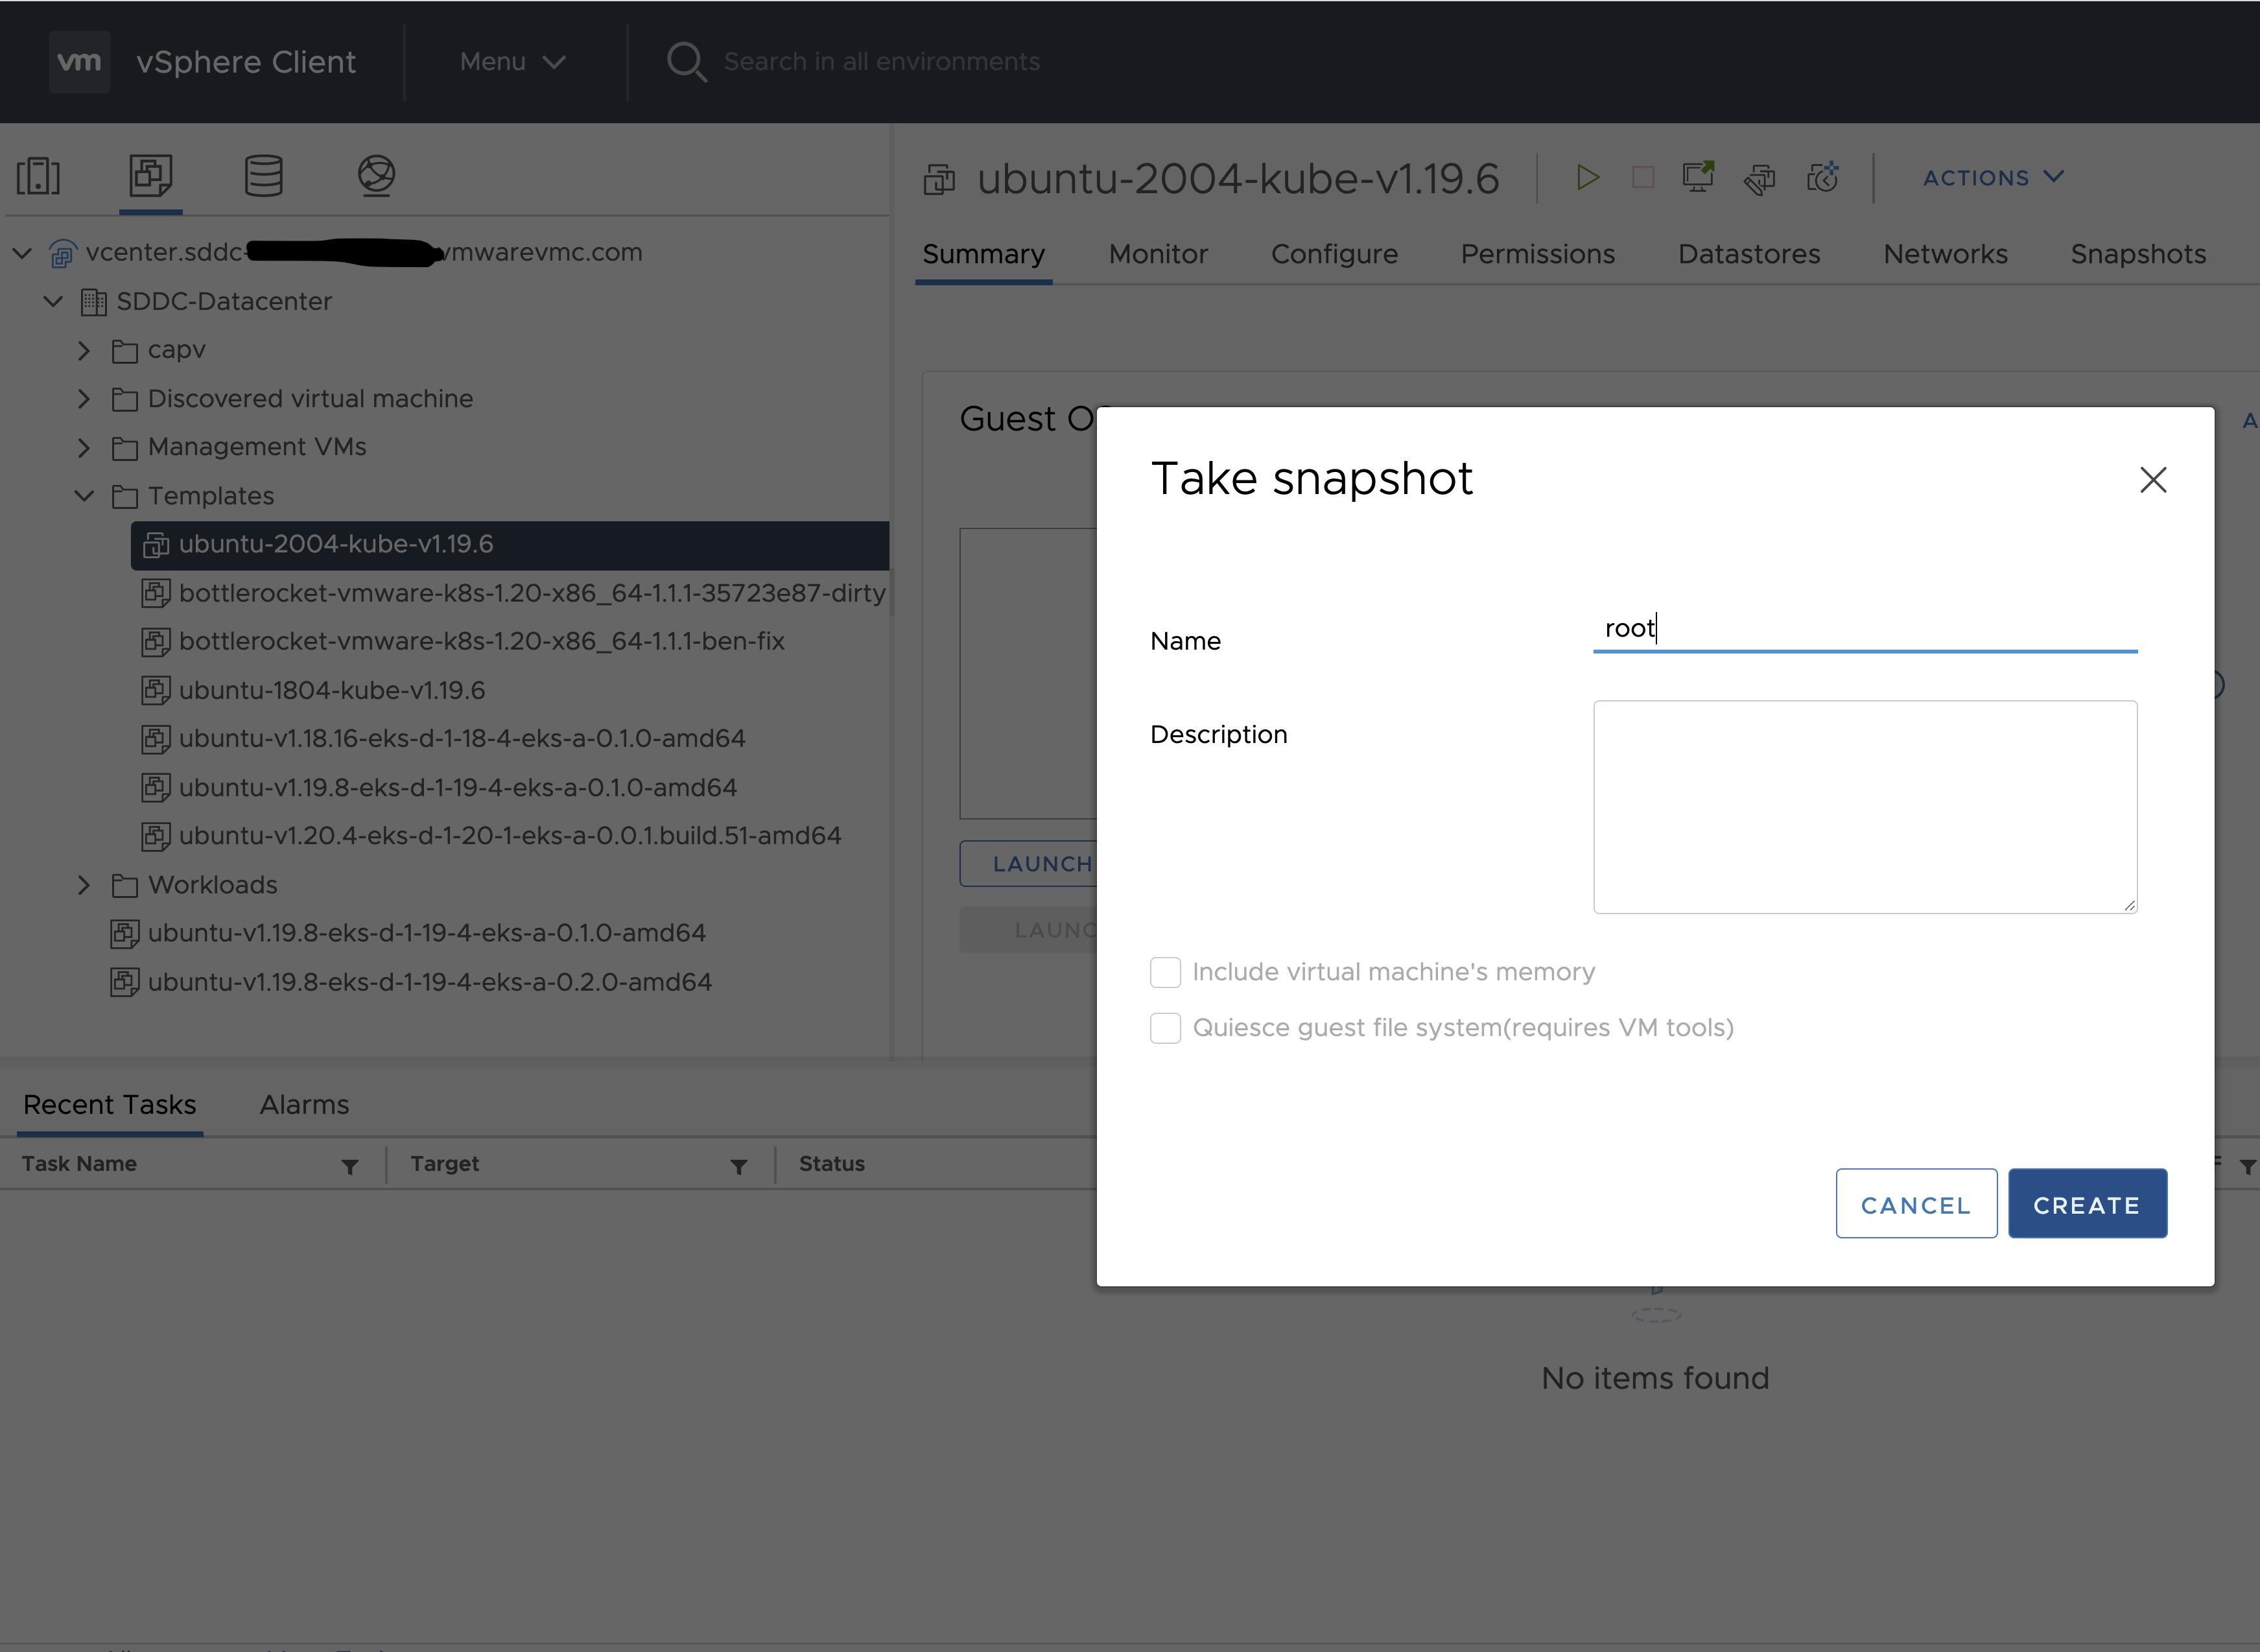 vm vSphere Client Menu Search in all environments
ubuntu-2004-kube-v1.19.6 ACTIONS
Summary Monitor Configure Permissions Datastores Networks Snapshots
vcenter.sddc- vmwarevmc.com
SDDC-Datacenter
capv
Discovered virtual machine
Management VMs
Templates
ubuntu-2004-kube-v1.19.6
bottlerocket-vmware-k8s-1.20-x86_64-1.1.1-35723e87-dirty
bottlerocket-vmware-k8s-1.20-x86_64-1.1.1-ben-fix
ubuntu-1804-kube-v1.19.6
ubuntu-v1.18.16-eks-d-1-18-4-eks-a-0.1.0-amd64
ubuntu-v1.19.8-eks-d-1-19-4-eks-a-0.1.0-amd64
ubuntu-v1.20.4-eks-d-1-20-1-eks-a-0.0.1.build.51-amd64
Workloads
ubuntu-v1.19.8-eks-d-1-19-4-eks-a-0.1.0-amd64
ubuntu-v1.19.8-eks-d-1-19-4-eks-a-0.2.0-amd64
Guest
LAUNCH
Take snapshot
Name root
Description
Include virtual machine's memory
Quiesce guest file system(requires VM tools)
CANCEL CREATE
Recent Tasks Alarms
Task Name Target Status
No items found